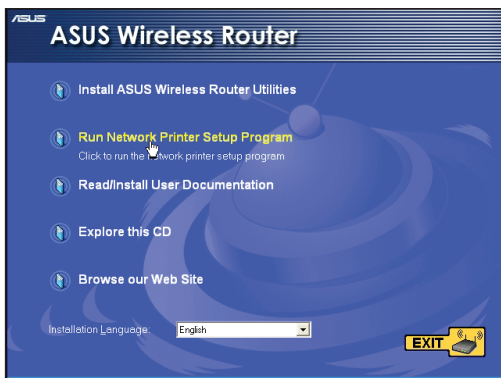 ASUS
ASUS Wireless Router
Install ASUS Wireless Router Utilities
Run Network Printer Setup Program
Click to run the network printer setup program
Read/Install User Documentation
Explore this CD
Browse our Web Site
Installation Language: English
EXIT